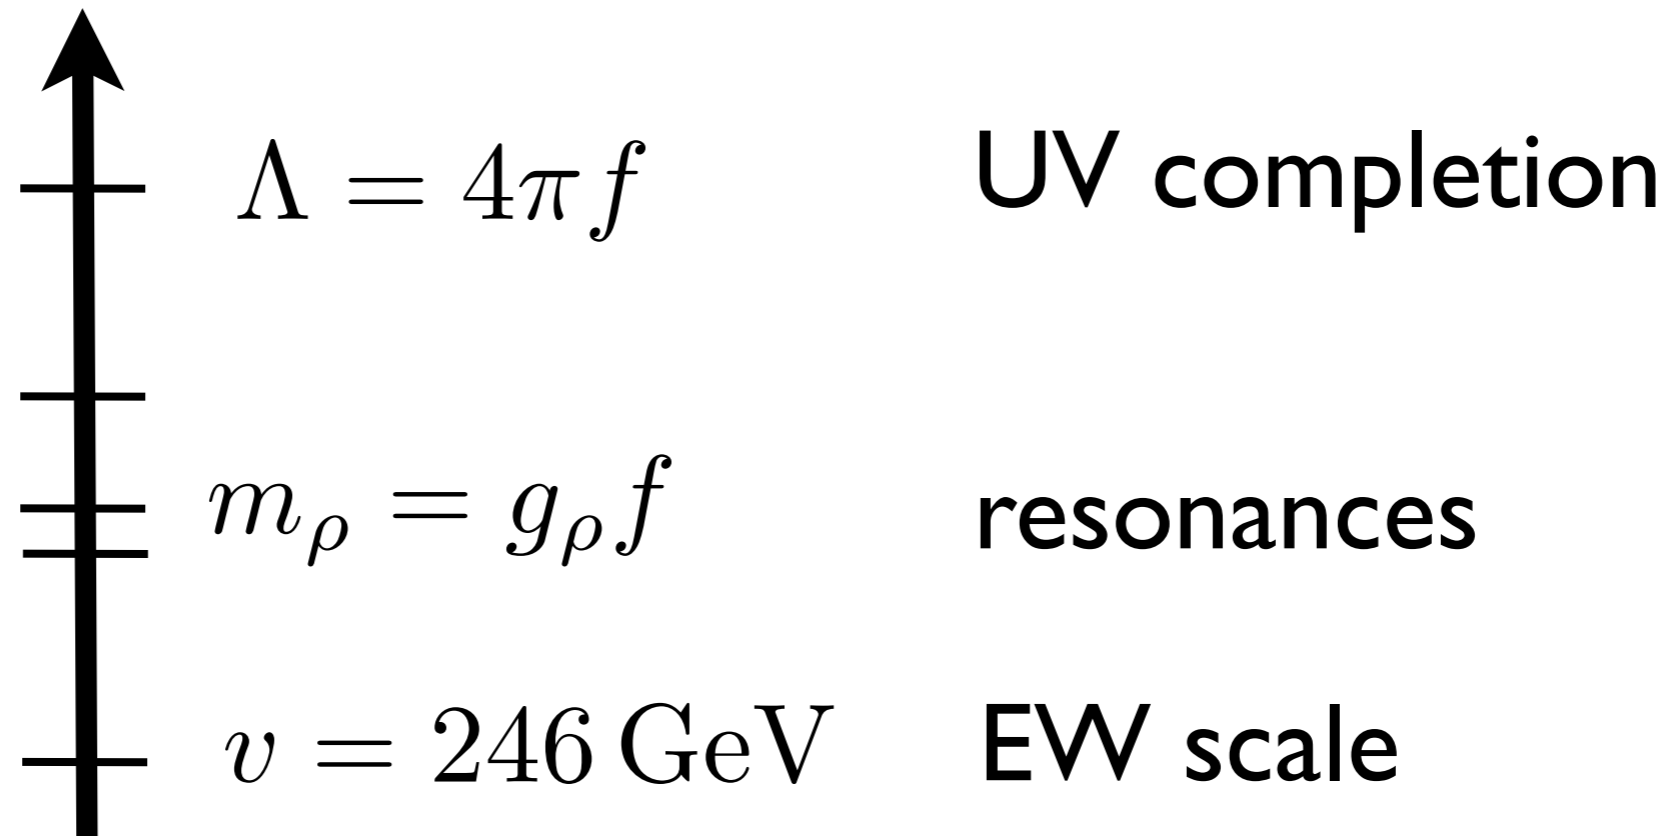 Λ = 4πf UV completion
m_ρ = g_ρ f resonances
v = 246 GeV EW scale